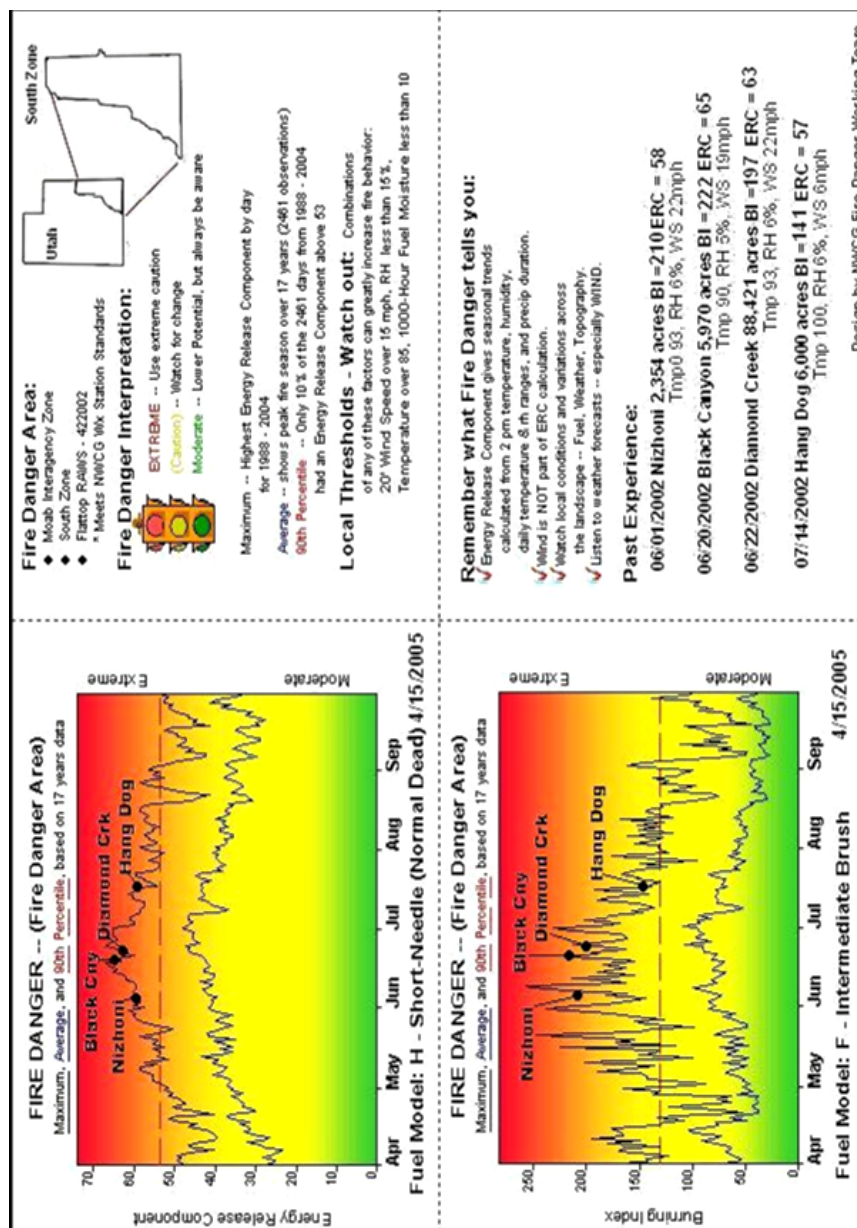 FIRE DANGER -- (Fire Danger Area)
Maximum, Average, and 90th Percentile, based on 17 years data
Energy Release Component
70
60
50
40
30
20
10
0
Black Cny
Nizhoni
Diamond Crk
Hang Dog
Extreme
Moderate
Apr May Jun Jul Aug Sep
Fuel Model: H - Short-Needle (Normal Dead) 4/15/2005
Fire Danger Area:
◆ Moab Interagency Zone
◆ South Zone
◆ Flattop RAWS - 422002
* Meets NWCG Wx Station Standards
Utah
South Zone
Fire Danger Interpretation:
EXTREME -- Use extreme caution
(Caution) -- Watch for change
Moderate -- Lower Potential, but always be aware
Maximum -- Highest Energy Release Component by day
for 1988 - 2004
Average -- shows peak fire season over 17 years (2461 observations)
90th Percentile -- Only 10% of the 2461 days from 1988 - 2004
had an Energy Release Component above 53
Local Thresholds - Watch out: Combinations
of any of these factors can greatly increase fire behavior:
20' Wind Speed over 15 mph, RH less than 15%,
Temperature over 85, 1000-Hour Fuel Moisture less than 10
FIRE DANGER -- (Fire Danger Area)
Maximum, Average, and 90th Percentile, based on 17 years data
Burning Index
250
200
150
100
50
0
Nizhoni
Black Cny
Diamond Crk
Hang Dog
Extreme
Moderate
Apr May Jun Jul Aug Sep
Fuel Model: F - Intermediate Brush 4/15/2005
Remember what Fire Danger tells you:
Energy Release Component gives seasonal trends
calculated from 2 pm temperature, humidity,
daily temperature & rh ranges, and precip duration.
Wind is NOT part of ERC calculation.
Watch local conditions and variations across
the landscape -- Fuel, Weather, Topography.
Listen to weather forecasts -- especially WIND.
Past Experience:
06/01/2002 Nizhoni 2,354 acres BI =210 ERC = 58
Tmp0 93, RH 6%, WS 22mph
06/20/2002 Black Canyon 5,970 acres BI =222 ERC = 65
Tmp 90, RH 5%, WS 19mph
06/22/2002 Diamond Creek 88,421 acres BI =197 ERC = 63
Tmp 93, RH 6%, WS 22mph
07/14/2002 Hang Dog 6,000 acres BI =141 ERC = 57
Tmp 100, RH 6%, WS 6mph
Design by NWCG Fire Danger Working Team